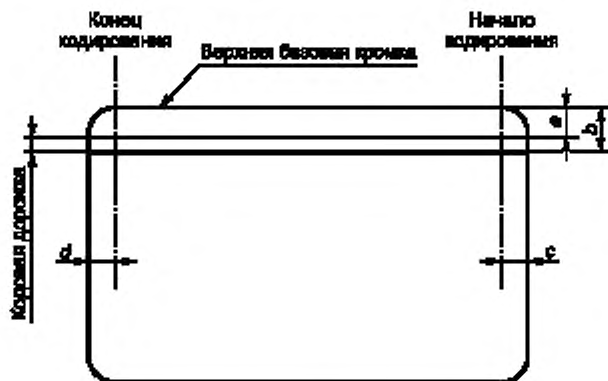 Конец
кодирования
Начало
кодирования
Верхняя базовая кромка
a
b
Кодовая дорожка
d
c